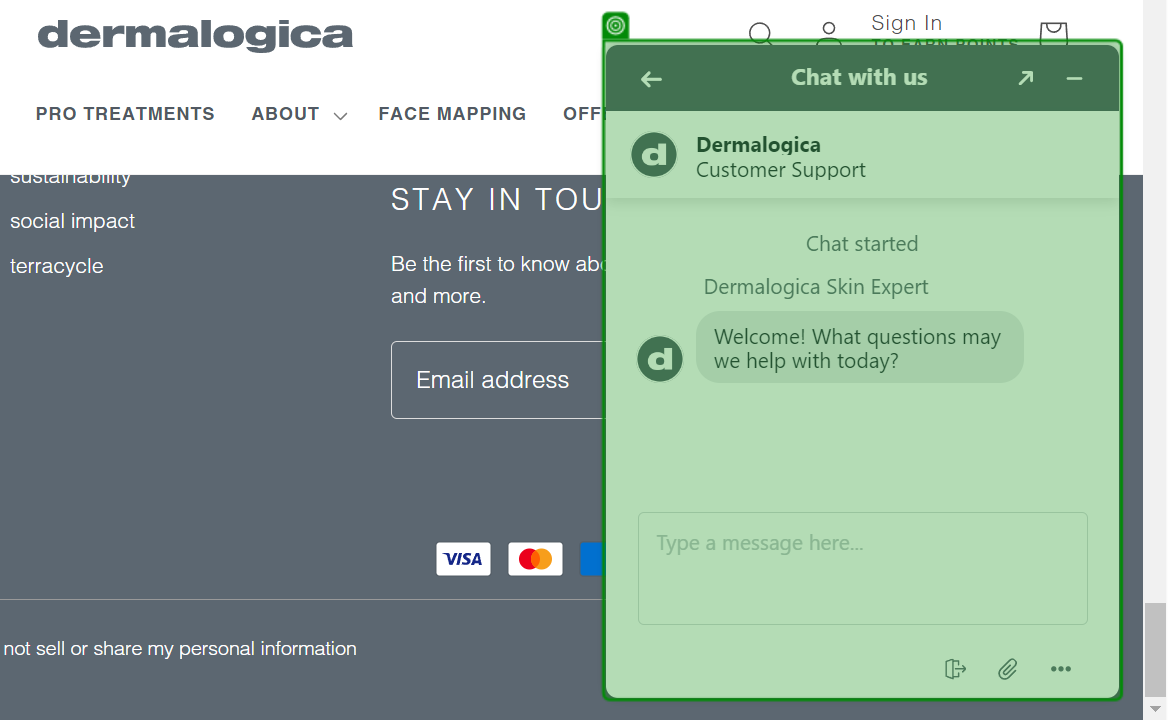 dermalogica
Sign In
TO EARN POINTS
PRO TREATMENTS ABOUT FACE MAPPING OFF
sustainability
social impact
terracycle
STAY IN TOU
Be the first to know abo
and more.
Email address
VISA
not sell or share my personal information
Chat with us
d
Dermalogica
Customer Support
Chat started
Dermalogica Skin Expert
d
Welcome! What questions may
we help with today?
Type a message here...